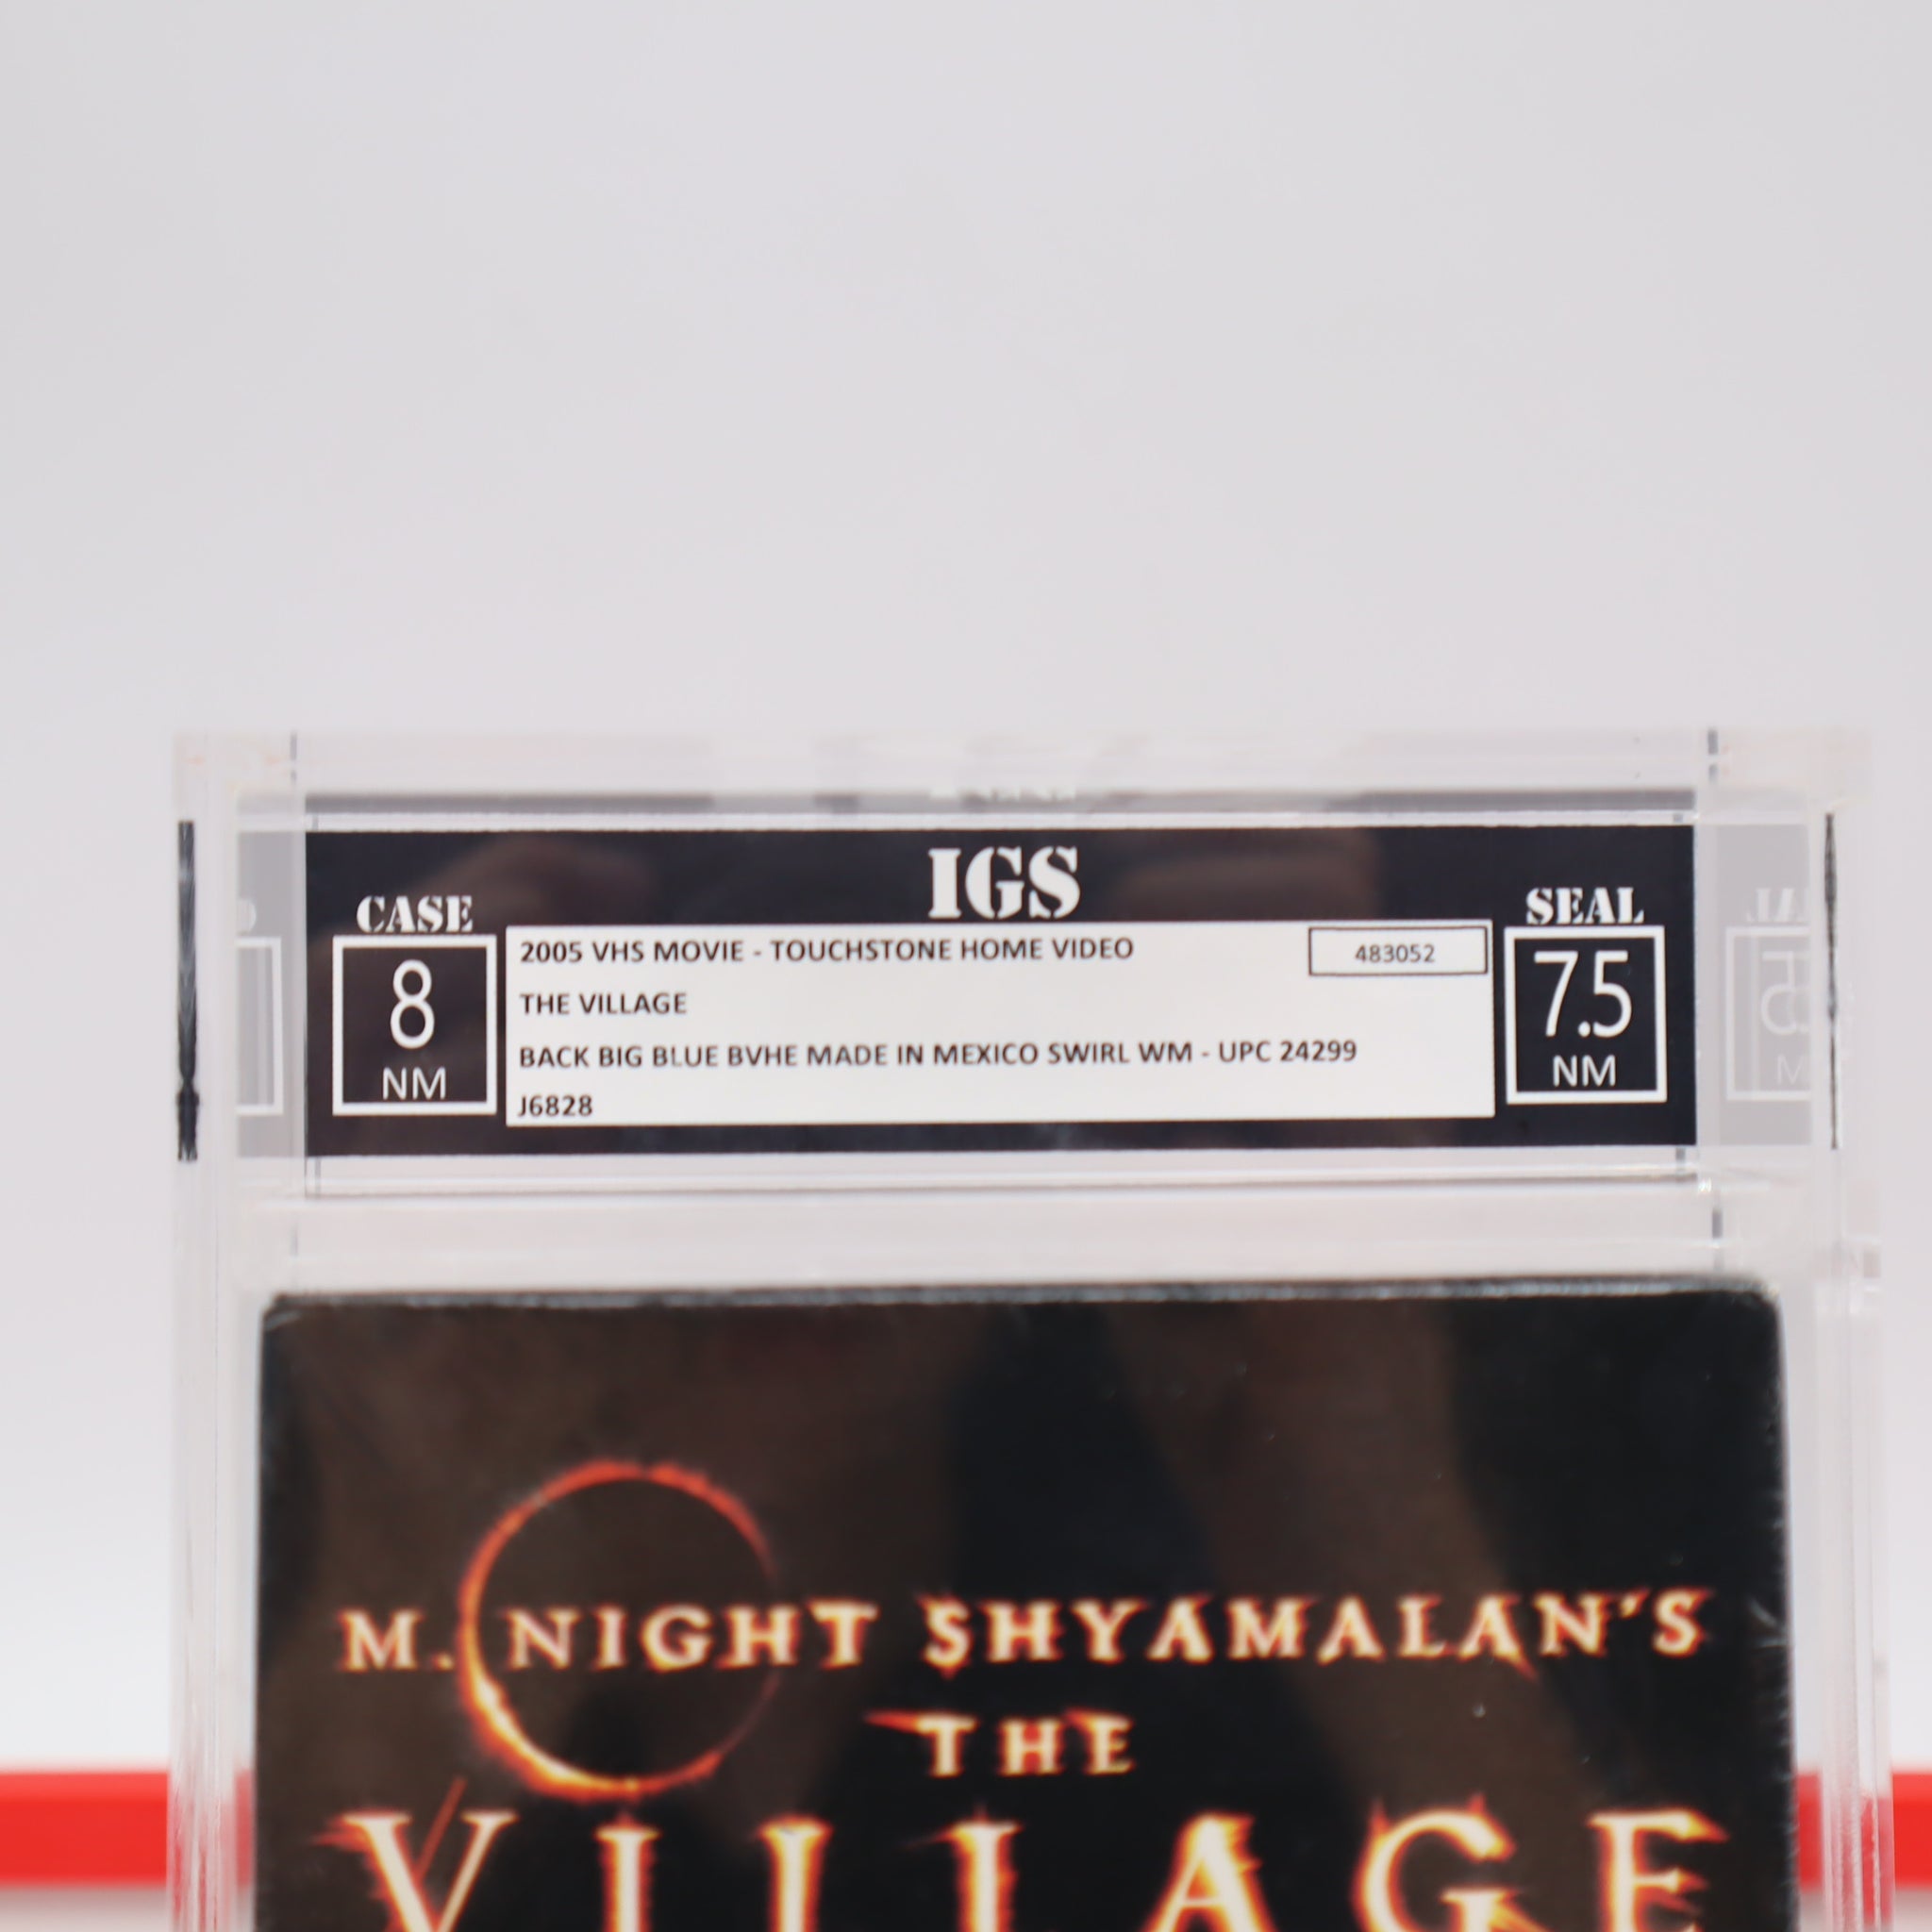 IGS
CASE
8
NM
2005 VHS MOVIE - TOUCHSTONE HOME VIDEO
483052
THE VILLAGE
BACK BIG BLUE BVHE MADE IN MEXICO SWIRL WM - UPC 24299
J6828
SEAL
7.5
NM
M. NIGHT SHYAMALAN'S
THE
VILLAGE